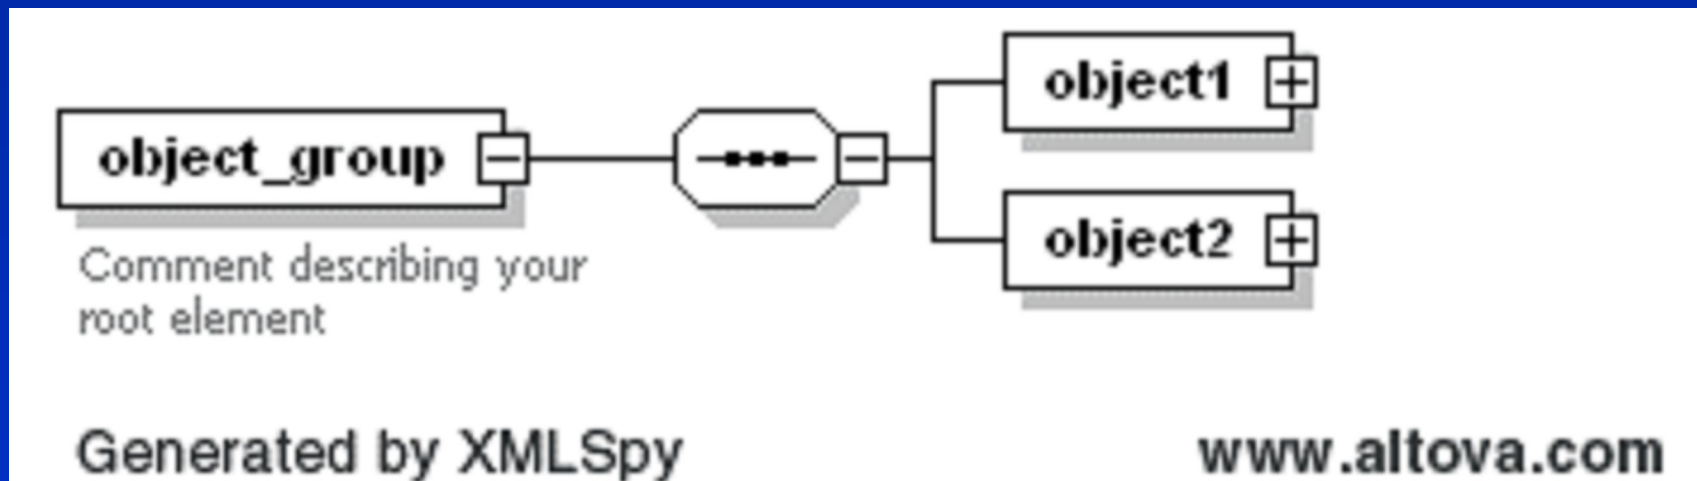 object1
object_group
object2
Comment describing your
root element
Generated by XMLSpy
www.altova.com